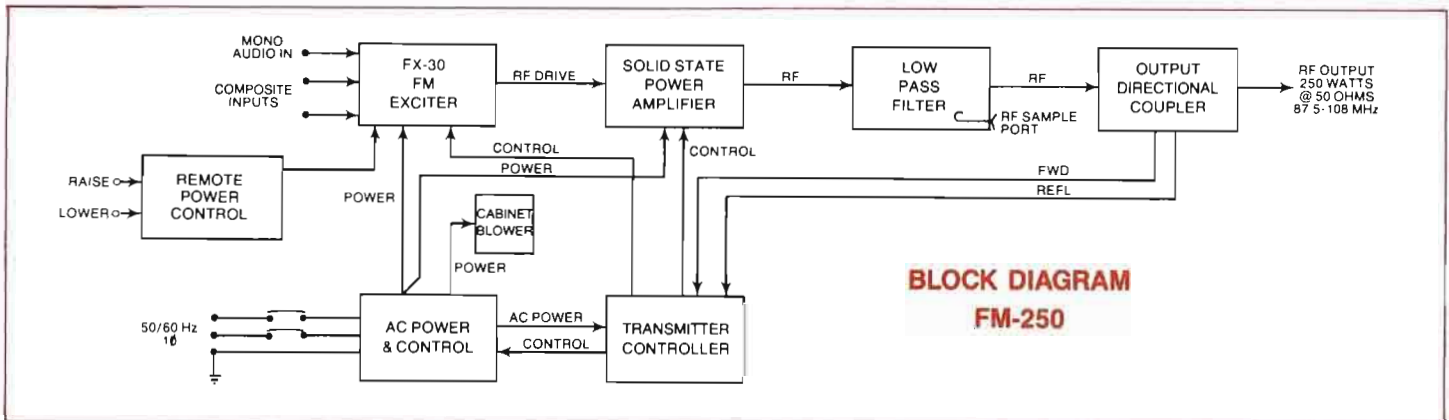 MONO
AUDIO IN
COMPOSITE
INPUTS
FX-30
FM
EXCITER
RF DRIVE
SOLID STATE
POWER
AMPLIFIER
RF
LOW
PASS
FILTER
RF SAMPLE
PORT
RF
OUTPUT
DIRECTIONAL
COUPLER
RF OUTPUT
250 WATTS
@ 50 OHMS
87 5-108 MHz
RAISE
LOWER
REMOTE
POWER
CONTROL
POWER
CONTROL
POWER
CONTROL
CABINET
BLOWER
POWER
FWD
REFL
50/60 Hz
1ϕ
AC POWER
& CONTROL
AC POWER
CONTROL
TRANSMITTER
CONTROLLER
BLOCK DIAGRAM
FM-250